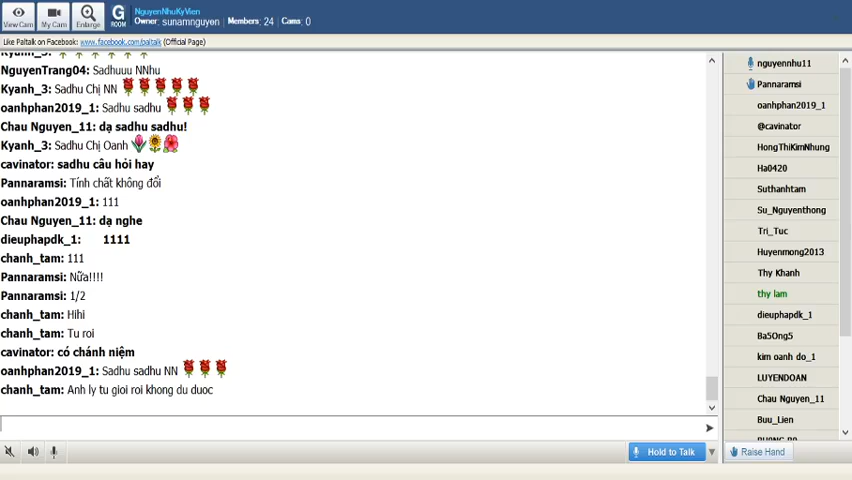 NguyenNhuKyVien
Owner: sunamnguyen Members: 24 Cams: 0
View Cam My Cam Enlarge G ROOM
Like Paltalk on Facebook: www.facebook.com/paltalk (Official Page)
Kyanh_3:
NguyenTrang04: Sadhuuu NNhu
Kyanh_3: Sadhu Chị NN
oanhphan2019_1: Sadhu sadhu
Chau Nguyen_11: dạ sadhu sadhu!
Kyanh_3: Sadhu Chị Oanh
cavinator: sadhu câu hỏi hay
Pannaramsi: Tính chất không đổi
oanhphan2019_1: 111
Chau Nguyen_11: dạ nghe
dieuphapdk_1: 1111
chanh_tam: 111
Pannaramsi: Nữa!!!!
Pannaramsi: 1/2
chanh_tam: Hihi
chanh_tam: Tu roi
cavinator: có chánh niệm
oanhphan2019_1: Sadhu sadhu NN
chanh_tam: Anh ly tu gioi roi khong du duoc
nguyennhu11
Pannaramsi
oanhphan2019_1
@cavinator
HongThiKimNhung
Ha0420
Suthanhtam
Su_Nguyenthong
Tri_Tuc
Huyenmong2013
Thy Khanh
thy lam
dieuphapdk_1
Ba5Ong5
kim oanh do_1
LUYENDOAN
Chau Nguyen_11
Buu_Lien
Hold to Talk
Raise Hand